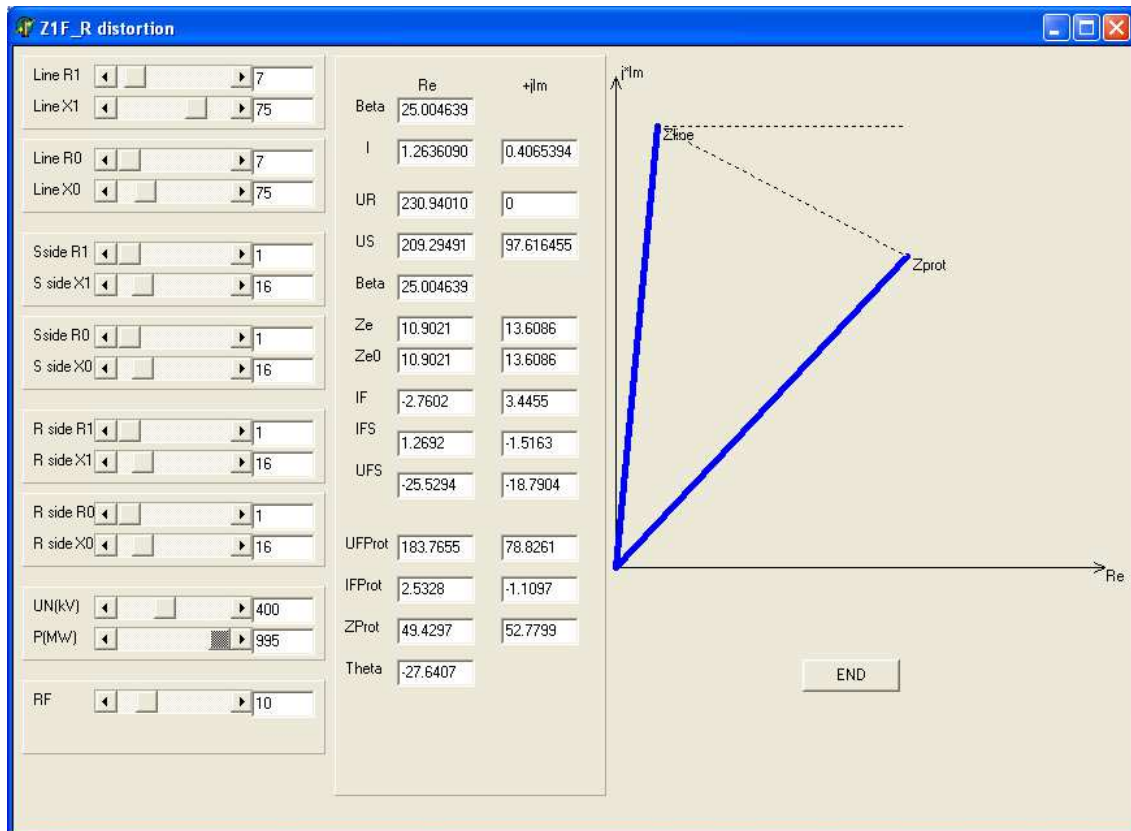 Z1F_R distortion
Line R1 7
Line X1 75
Line R0 7
Line X0 75
Sside R1 1
S side X1 16
Sside R0 1
S side X0 16
R side R1 1
R side X1 16
R side R0 1
R side X0 16
UN(kV) 400
P(MW) 995
RF 10
Re +jIm
Beta 25.004639
I 1.2636090 0.4065394
UR 230.94010 0
US 209.29491 97.616455
Beta 25.004639
Ze 10.9021 13.6086
Ze0 10.9021 13.6086
IF -2.7602 3.4455
IFS 1.2692 -1.5163
UFS -25.5294 -18.7904
UFProt 183.7655 78.8261
IFProt 2.5328 -1.1097
ZProt 49.4297 52.7799
Theta -27.6407
j*Im
Zline
Zprot
Re
END